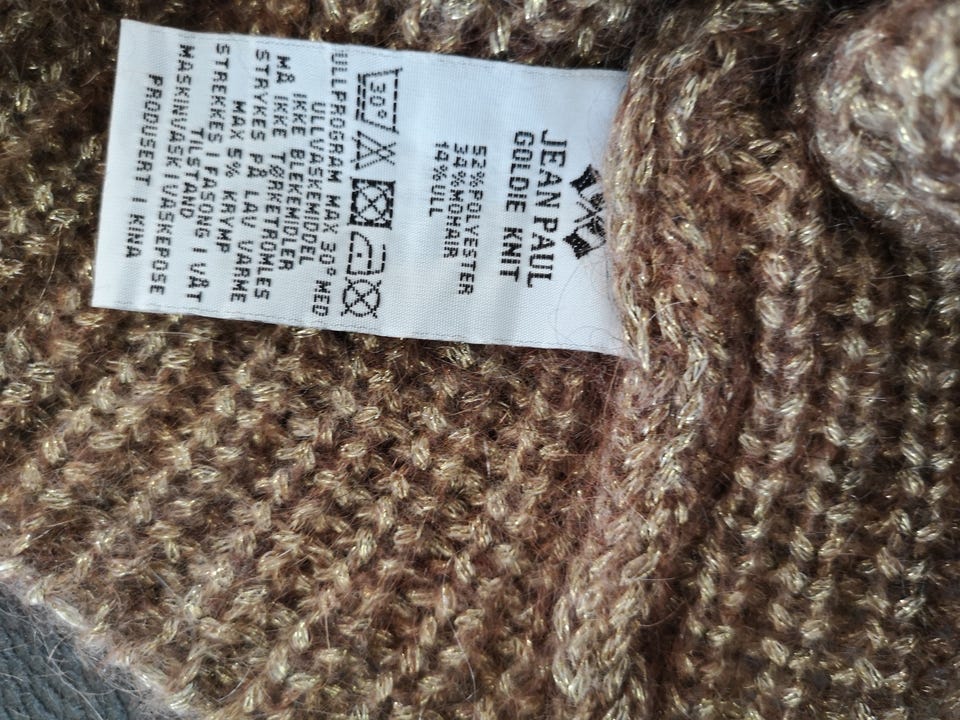 JEAN PAUL
GOLDIE KNIT
52%POLYESTER
34%MOHAIR
14%ULL
30°
ULLPROGRAM MAX 30° MED
ULLVASKEMIDDEL
IKKE BLEKEMIDLER
MÅ IKKE TØRKETROMLES
STRYKES PÅ LAV VARME
MAX 5% KRYMP
STREKKES I FASONG I VÅT
TILSTAND
MASKINVASK I VASKEPOSE
PRODUSERT I KINA